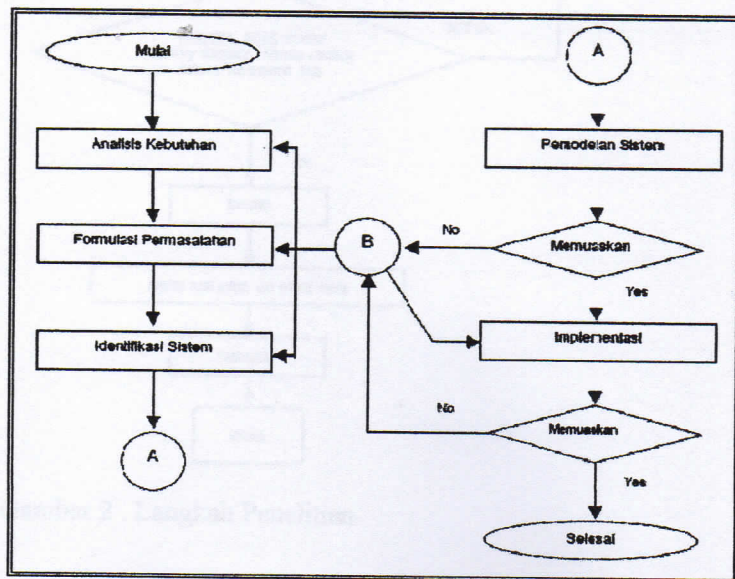 Mulai
Analisis Kebutuhan
Formulasi Permasalahan
Identifikasi Sistem
A
B
A
Pemodelan Sistem
Memuaskan
No
Yes
Implementasi
No
Memuaskan
Yes
Selesai
Gambar 2 . Langkah Penelitian